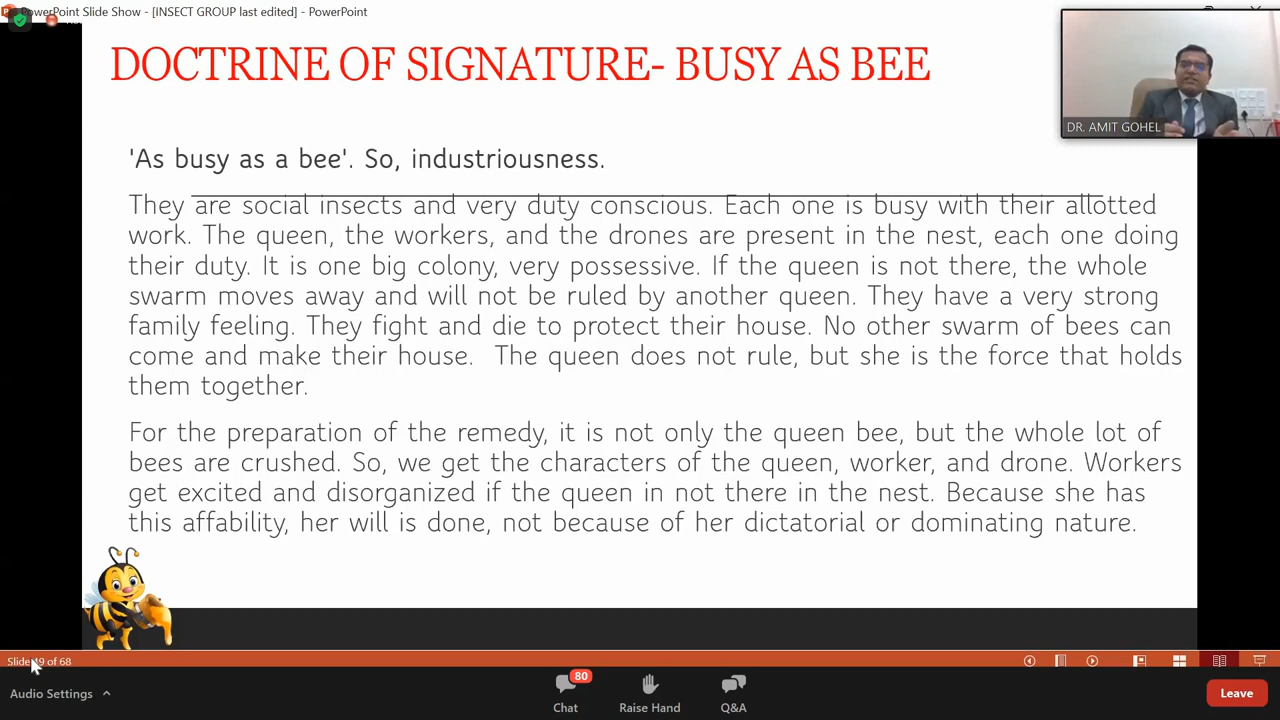 PowerPoint Slide Show - [INSECT GROUP last edited] - PowerPoint
DOCTRINE OF SIGNATURE- BUSY AS BEE
DR. AMIT GOHEL
'As busy as a bee'. So, industriousness.
They are social insects and very duty conscious. Each one is busy with their allotted
work. The queen, the workers, and the drones are present in the nest, each one doing
their duty. It is one big colony, very possessive. If the queen is not there, the whole
swarm moves away and will not be ruled by another queen. They have a very strong
family feeling. They fight and die to protect their house. No other swarm of bees can
come and make their house. The queen does not rule, but she is the force that holds
them together.
For the preparation of the remedy, it is not only the queen bee, but the whole lot of
bees are crushed. So, we get the characters of the queen, worker, and drone. Workers
get excited and disorganized if the queen in not there in the nest. Because she has
this affability, her will is done, not because of her dictatorial or dominating nature.
Slide of 68
Audio Settings
80
Chat
Raise Hand
Q&A
Leave